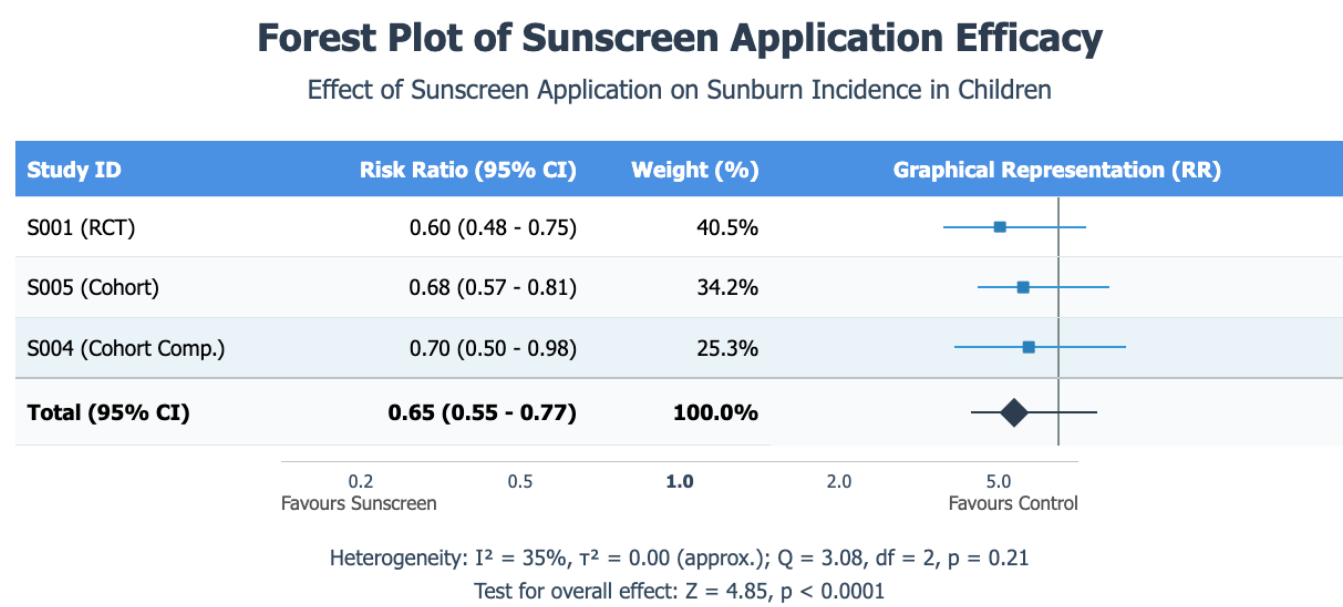 Forest Plot of Sunscreen Application Efficacy
Effect of Sunscreen Application on Sunburn Incidence in Children
Study ID Risk Ratio (95% CI) Weight (%) Graphical Representation (RR)
S001 (RCT) 0.60 (0.48 - 0.75) 40.5%
S005 (Cohort) 0.68 (0.57 - 0.81) 34.2%
S004 (Cohort Comp.) 0.70 (0.50 - 0.98) 25.3%
Total (95% CI) 0.65 (0.55 - 0.77) 100.0%
0.2 0.5 1.0 2.0 5.0
Favours Sunscreen Favours Control
Heterogeneity: I² = 35%, τ² = 0.00 (approx.); Q = 3.08, df = 2, p = 0.21
Test for overall effect: Z = 4.85, p < 0.0001